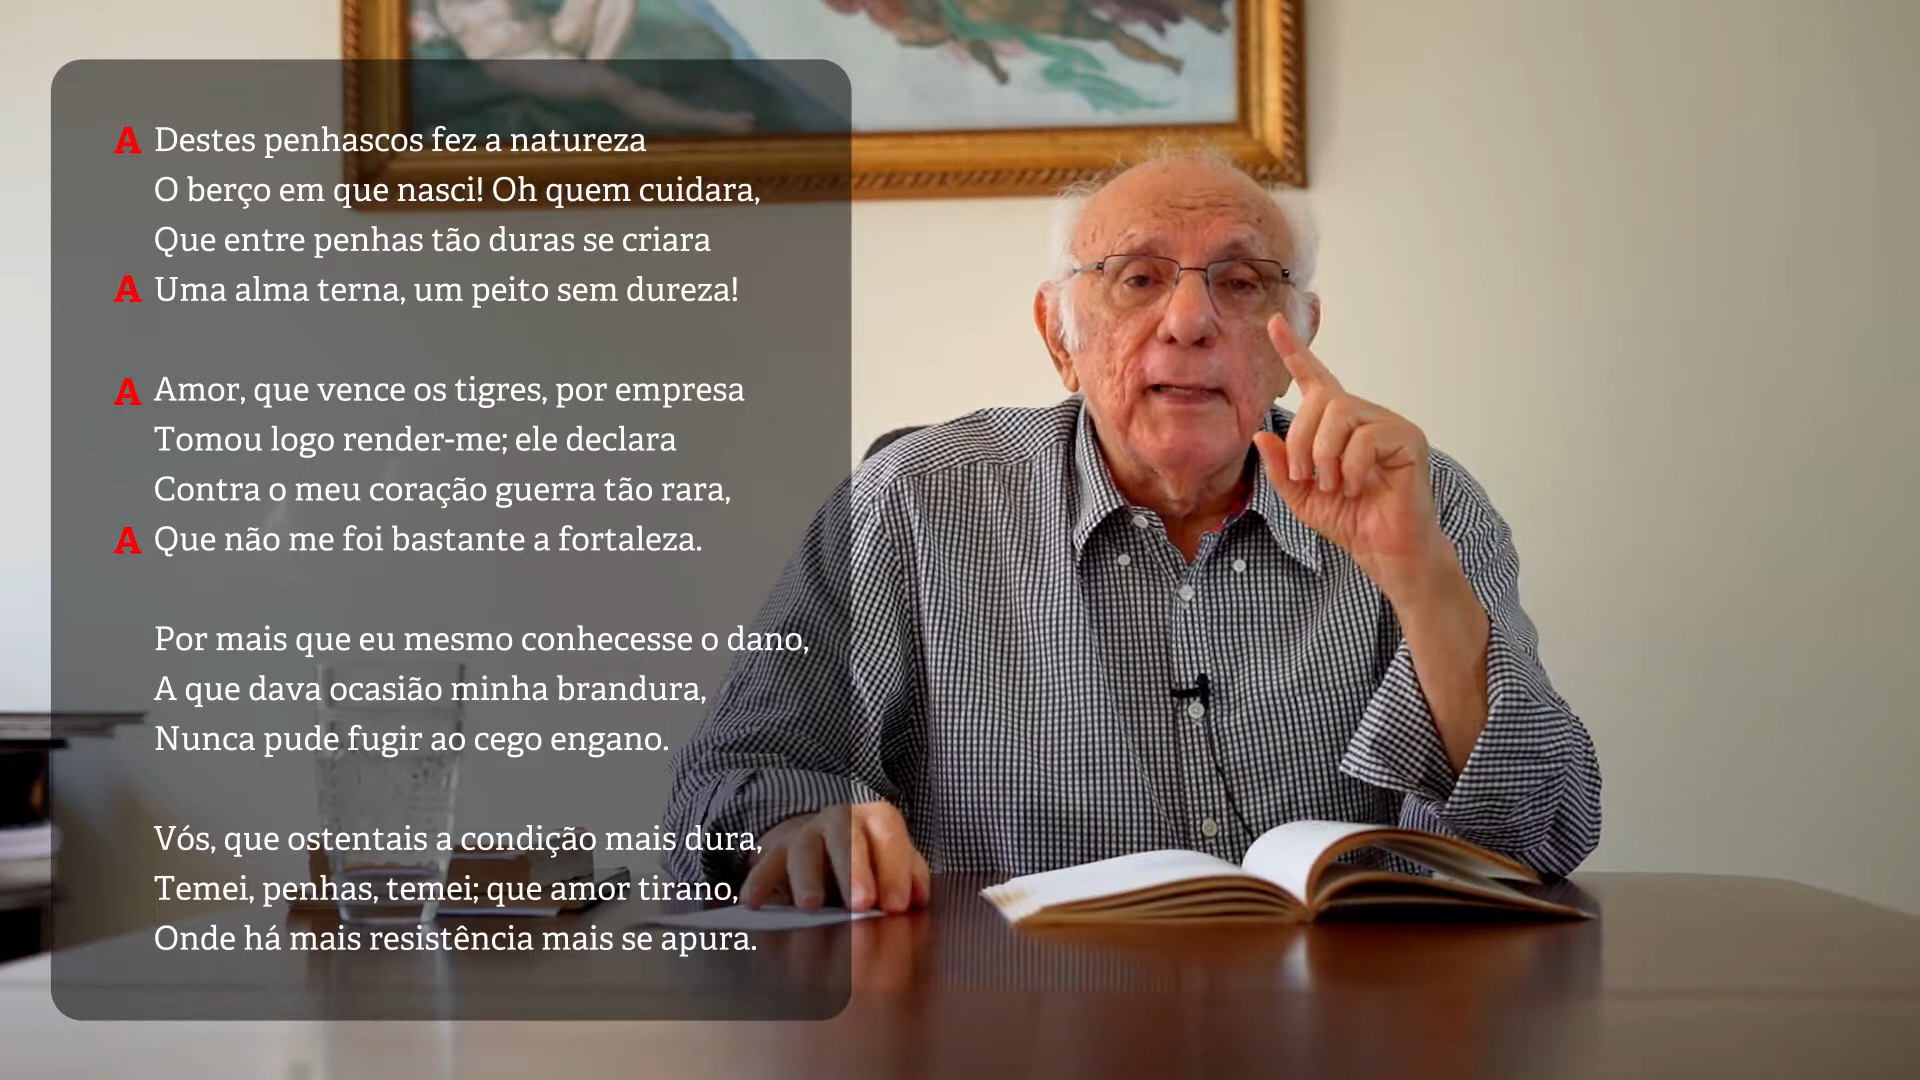 A Destes penhascos fez a natureza
O berço em que nasci! Oh quem cuidara,
Que entre penhas tão duras se criara
A Uma alma terna, um peito sem dureza!
A Amor, que vence os tigres, por empresa
Tomou logo render-me; ele declara
Contra o meu coração guerra tão rara,
A Que não me foi bastante a fortaleza.
Por mais que eu mesmo conhecesse o dano,
A que dava ocasião minha brandura,
Nunca pude fugir ao cego engano.
Vós, que ostentais a condição mais dura,
Temei, penhas, temei; que amor tirano,
Onde há mais resistência mais se apura.